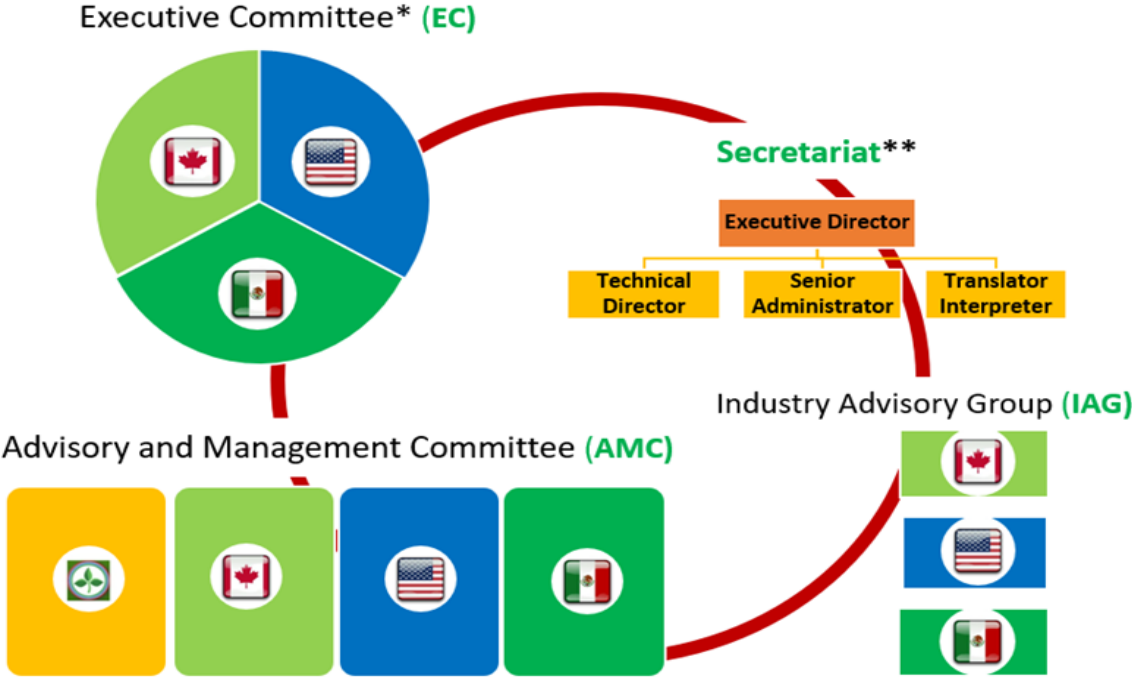 Executive Committee* (EC)
Secretariat**
Executive Director
Technical
Director
Senior
Administrator
Translator
Interpreter
Industry Advisory Group (IAG)
Advisory and Management Committee (AMC)